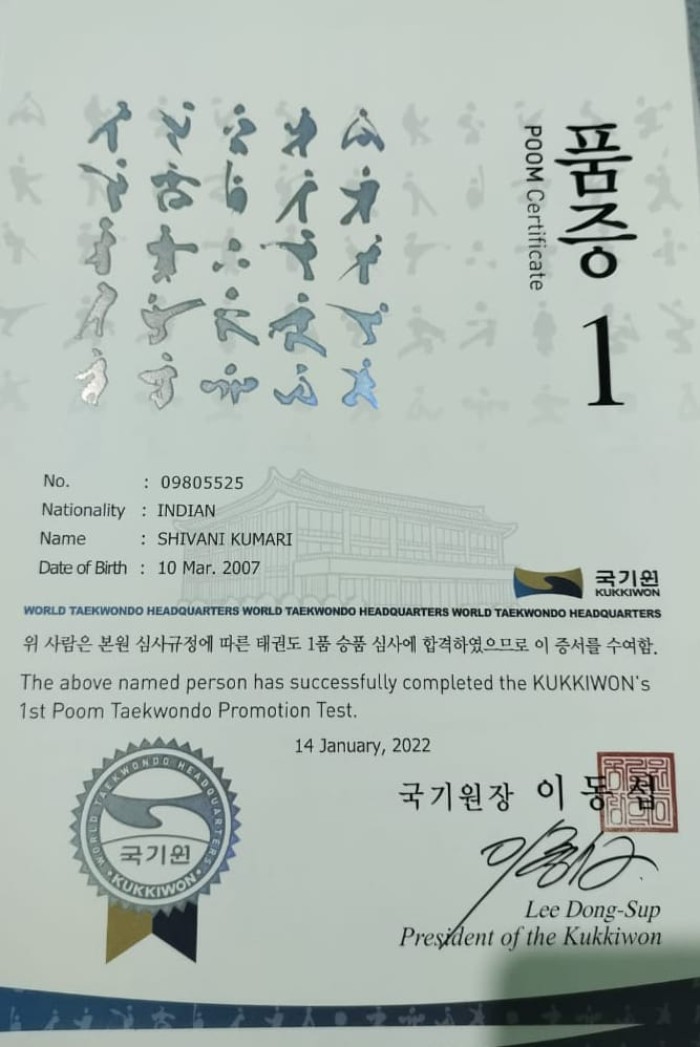 품증
POOM Certificate
1
No. : 09805525
Nationality : INDIAN
Name : SHIVANI KUMARI
Date of Birth : 10 Mar. 2007
국기원
KUKKIWON
WORLD TAEKWONDO HEADQUARTERS WORLD TAEKWONDO HEADQUARTERS WORLD TAEKWONDO HEADQUARTERS
위 사람은 본원 심사규정에 따른 태권도 1품 승품 심사에 합격하였으므로 이 증서를 수여함.
The above named person has successfully completed the KUKKIWON's
1st Poom Taekwondo Promotion Test.
14 January, 2022
WORLD TAEKWONDO HEADQUARTERS
국기원
KUKKIWON
국기원장 이동섭
Lee Dong-Sup
President of the Kukkiwon